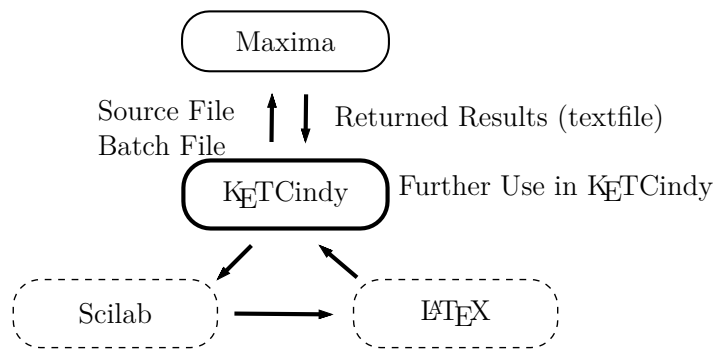 Maxima
Source File
Batch File
Returned Results (textfile)
KETCindy
Further Use in KETCindy
Scilab
LATEX